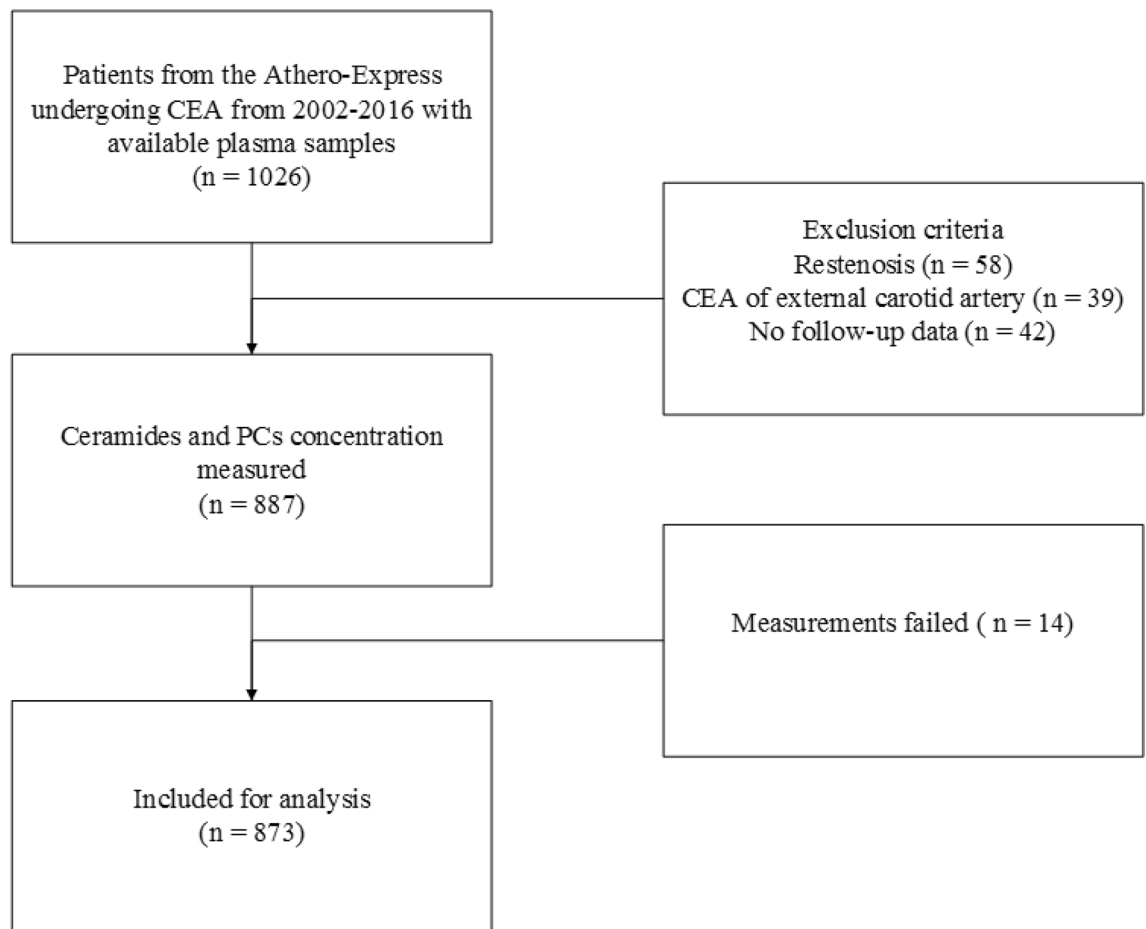 Patients from the Athero-Express
undergoing CEA from 2002-2016 with
available plasma samples
(n = 1026)
Exclusion criteria
Restenosis (n = 58)
CEA of external carotid artery (n = 39)
No follow-up data (n = 42)
Ceramides and PCs concentration
measured
(n = 887)
Measurements failed ( n = 14)
Included for analysis
(n = 873)